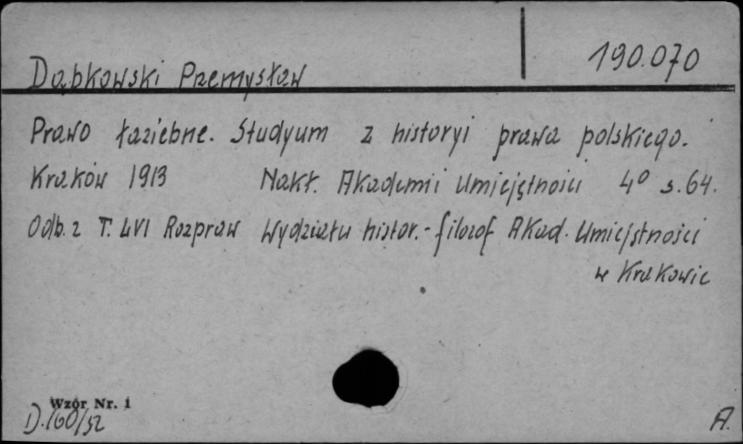 190.070
Dąbkowski Przemysław
Prawo łaziebne. Studyum z historyi prawa polskiego.
Kraków 1913 Nakł. Akademii Umiejętności 4° s. 64.
Odb. z T. LVI Rozpraw Wydziału histor.-filozof Akad. Umiejętności
w Krakowie
Wzór Nr. 1
D.160/52 A.